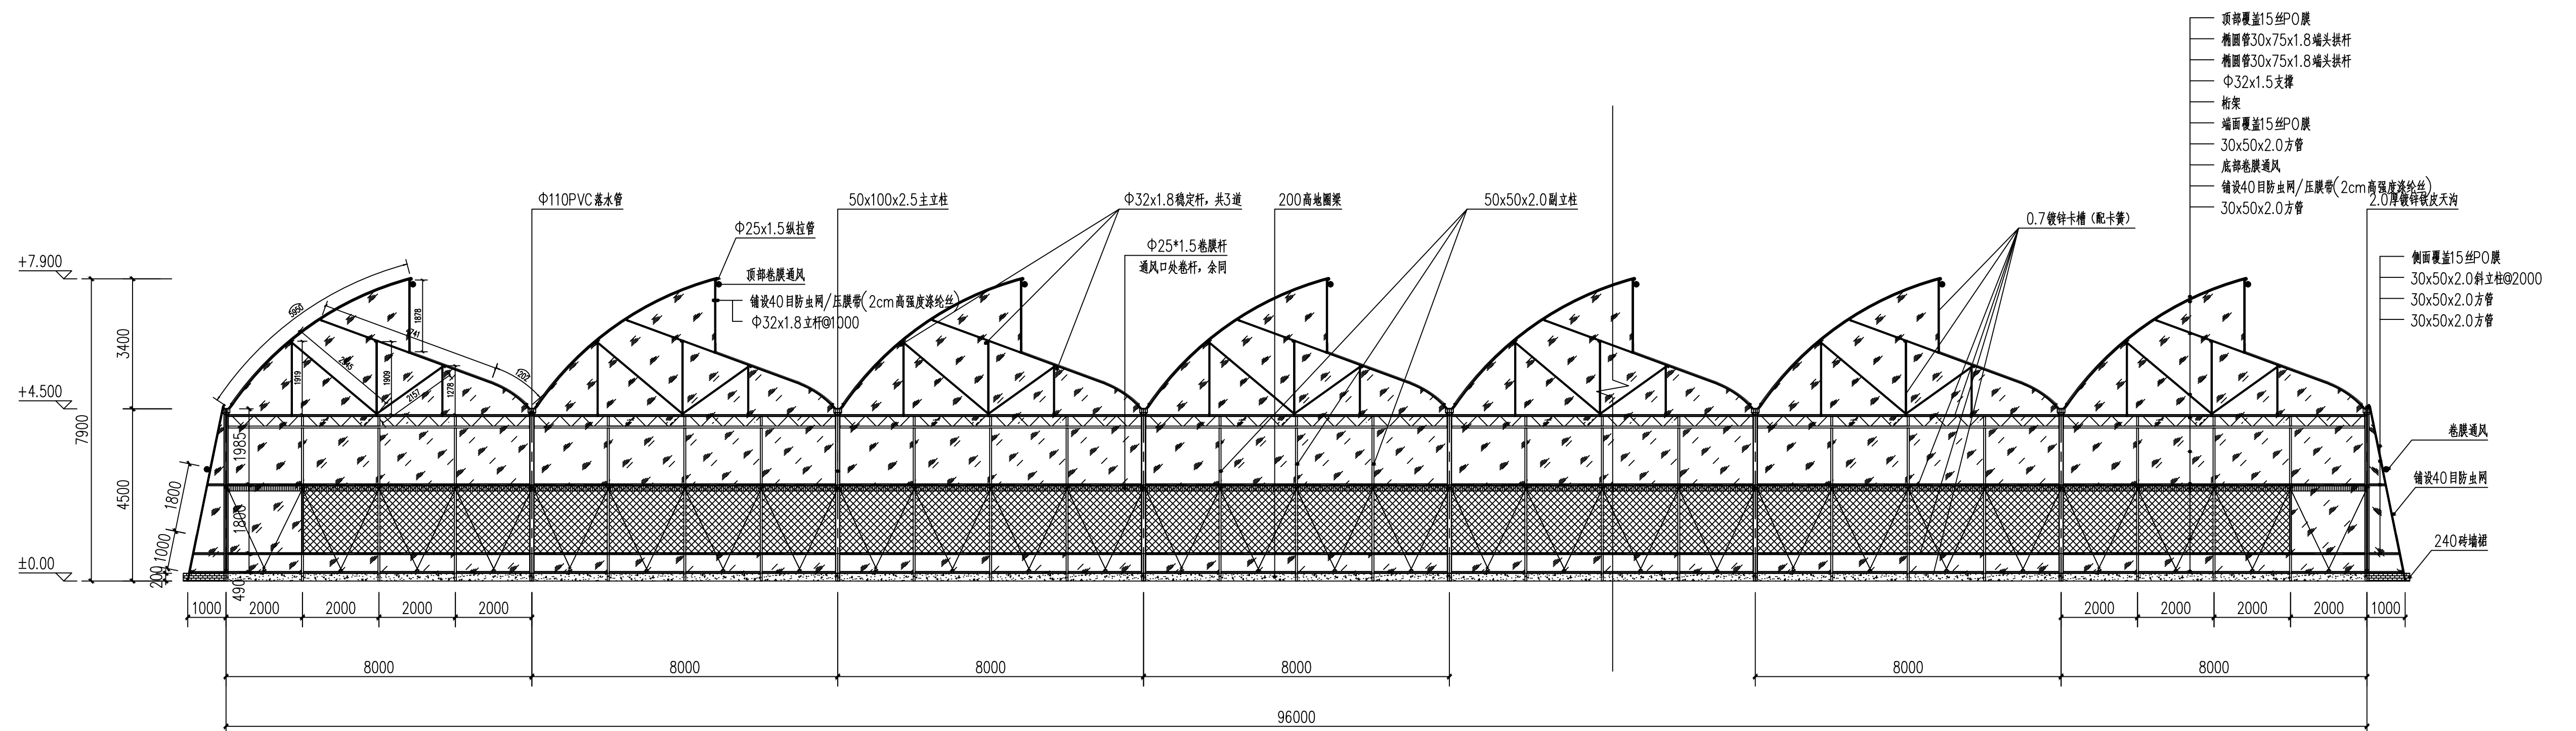 顶部覆盖15丝PO膜
椭圆管30x75x1.8端头拱杆
椭圆管30x75x1.8端头拱杆
Φ32x1.5支撑
桁架
端面覆盖15丝PO膜
30x50x2.0方管
底部卷膜通风
铺设40目防虫网/压膜带(2cm高强度涤纶丝)
30x50x2.0方管
2.0厚镀锌铁皮天沟
Φ110PVC落水管
50x100x2.5主立柱
Φ32x1.8稳定杆，共3道
200高地圈梁
50x50x2.0副立柱
0.7镀锌卡槽（配卡簧）
Φ25x1.5纵拉管
顶部卷膜通风
铺设40目防虫网/压膜带(2cm高强度涤纶丝)
Φ32x1.8立杆@1000
Φ25*1.5卷膜杆
通风口处卷杆，余同
侧面覆盖15丝PO膜
30x50x2.0斜立柱@2000
30x50x2.0方管
30x50x2.0方管
卷膜通风
铺设40目防虫网
240砖墙裙
+7.900
+4.500
±0.00
7900
3400
4500
5950
4741
1202
1878
1919
2645
1909
2157
1278
1985
1800
1800
1000
200
490
1000
2000
2000
2000
2000
2000
2000
2000
2000
1000
8000
8000
8000
8000
8000
8000
96000